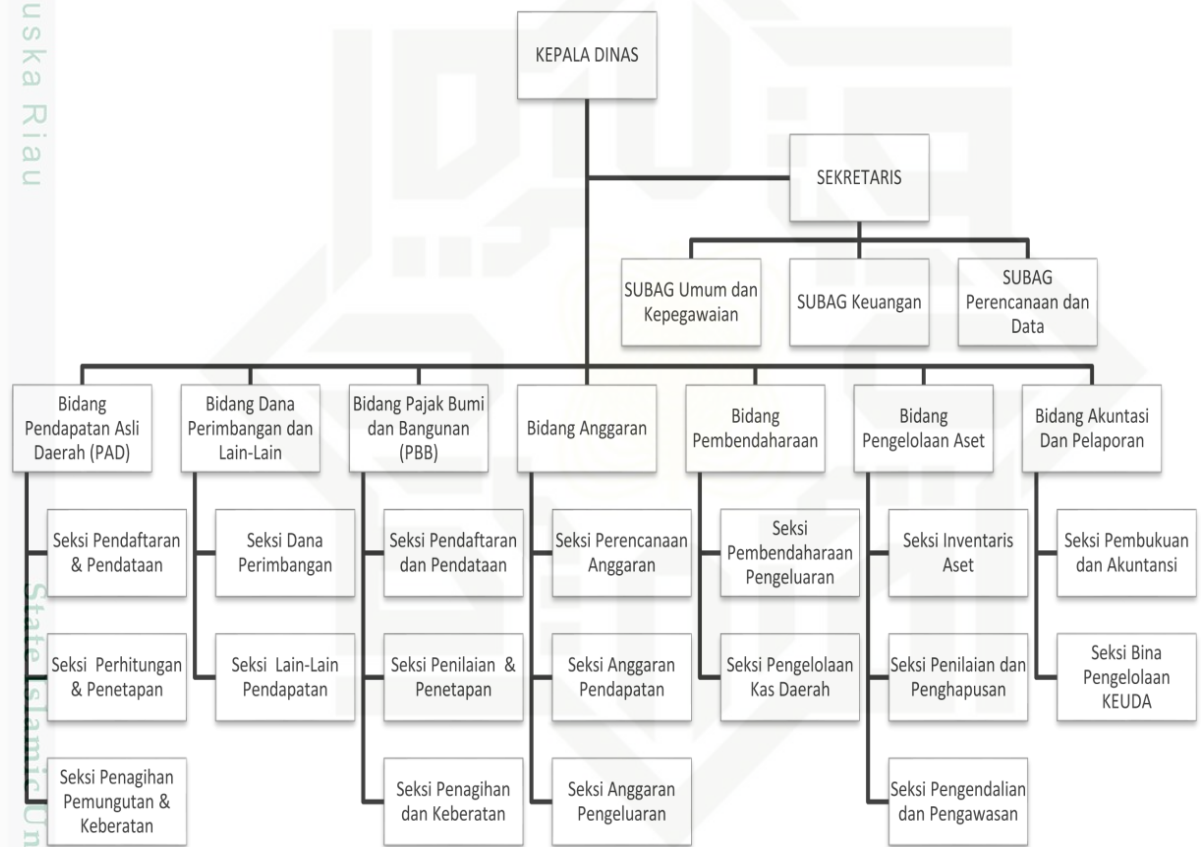 KEPALA DINAS
SEKRETARIS
SUBAG Umum dan
Kepegawaian
SUBAG Keuangan
SUBAG
Perencanaan dan
Data
Bidang
Pendapatan Asli
Daerah (PAD)
Bidang Dana
Perimbangan dan
Lain-Lain
Bidang Pajak Bumi
dan Bangunan
(PBB)
Bidang Anggaran
Bidang
Pembendaharaan
Bidang
Pengelolaan Aset
Bidang Akuntasi
Dan Pelaporan
Seksi Pendaftaran
& Pendataan
Seksi Dana
Perimbangan
Seksi Pendaftaran
dan Pendataan
Seksi Perencanaan
Anggaran
Seksi
Pembendaharaan
Pengeluaran
Seksi Inventaris
Aset
Seksi Pembukuan
dan Akuntansi
Seksi Perhitungan
& Penetapan
Seksi Lain-Lain
Pendapatan
Seksi Penilaian &
Penetapan
Seksi Anggaran
Pendapatan
Seksi Pengelolaan
Kas Daerah
Seksi Penilaian dan
Penghapusan
Seksi Bina
Pengelolaan
KEUDA
Seksi Penagihan
Pemungutan &
Keberatan
Seksi Penagihan
dan Keberatan
Seksi Anggaran
Pengeluaran
Seksi Pengendalian
dan Pengawasan
uska Riau
State Islamic Un